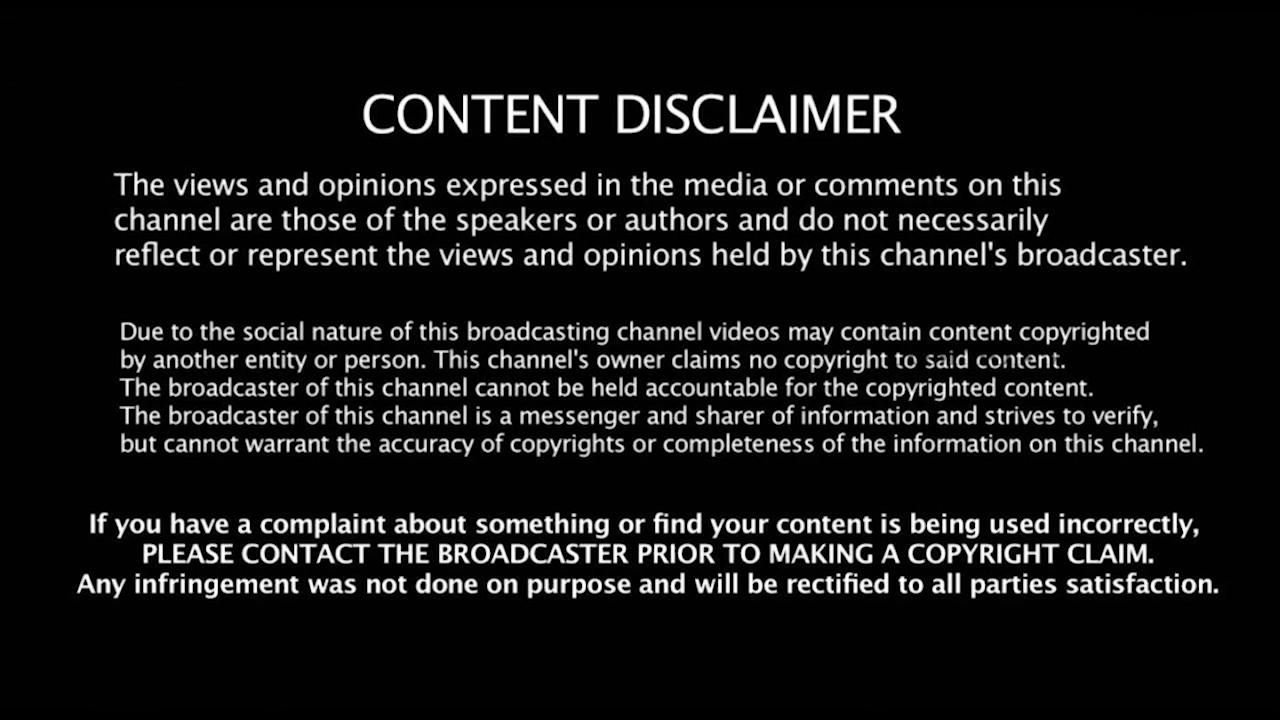 CONTENT DISCLAIMER
The views and opinions expressed in the media or comments on this
channel are those of the speakers or authors and do not necessarily
reflect or represent the views and opinions held by this channel's broadcaster.
Due to the social nature of this broadcasting channel videos may contain content copyrighted
by another entity or person. This channel's owner claims no copyright to said content.
The broadcaster of this channel cannot be held accountable for the copyrighted content.
The broadcaster of this channel is a messenger and sharer of information and strives to verify,
but cannot warrant the accuracy of copyrights or completeness of the information on this channel.
If you have a complaint about something or find your content is being used incorrectly,
PLEASE CONTACT THE BROADCASTER PRIOR TO MAKING A COPYRIGHT CLAIM.
Any infringement was not done on purpose and will be rectified to all parties satisfaction.